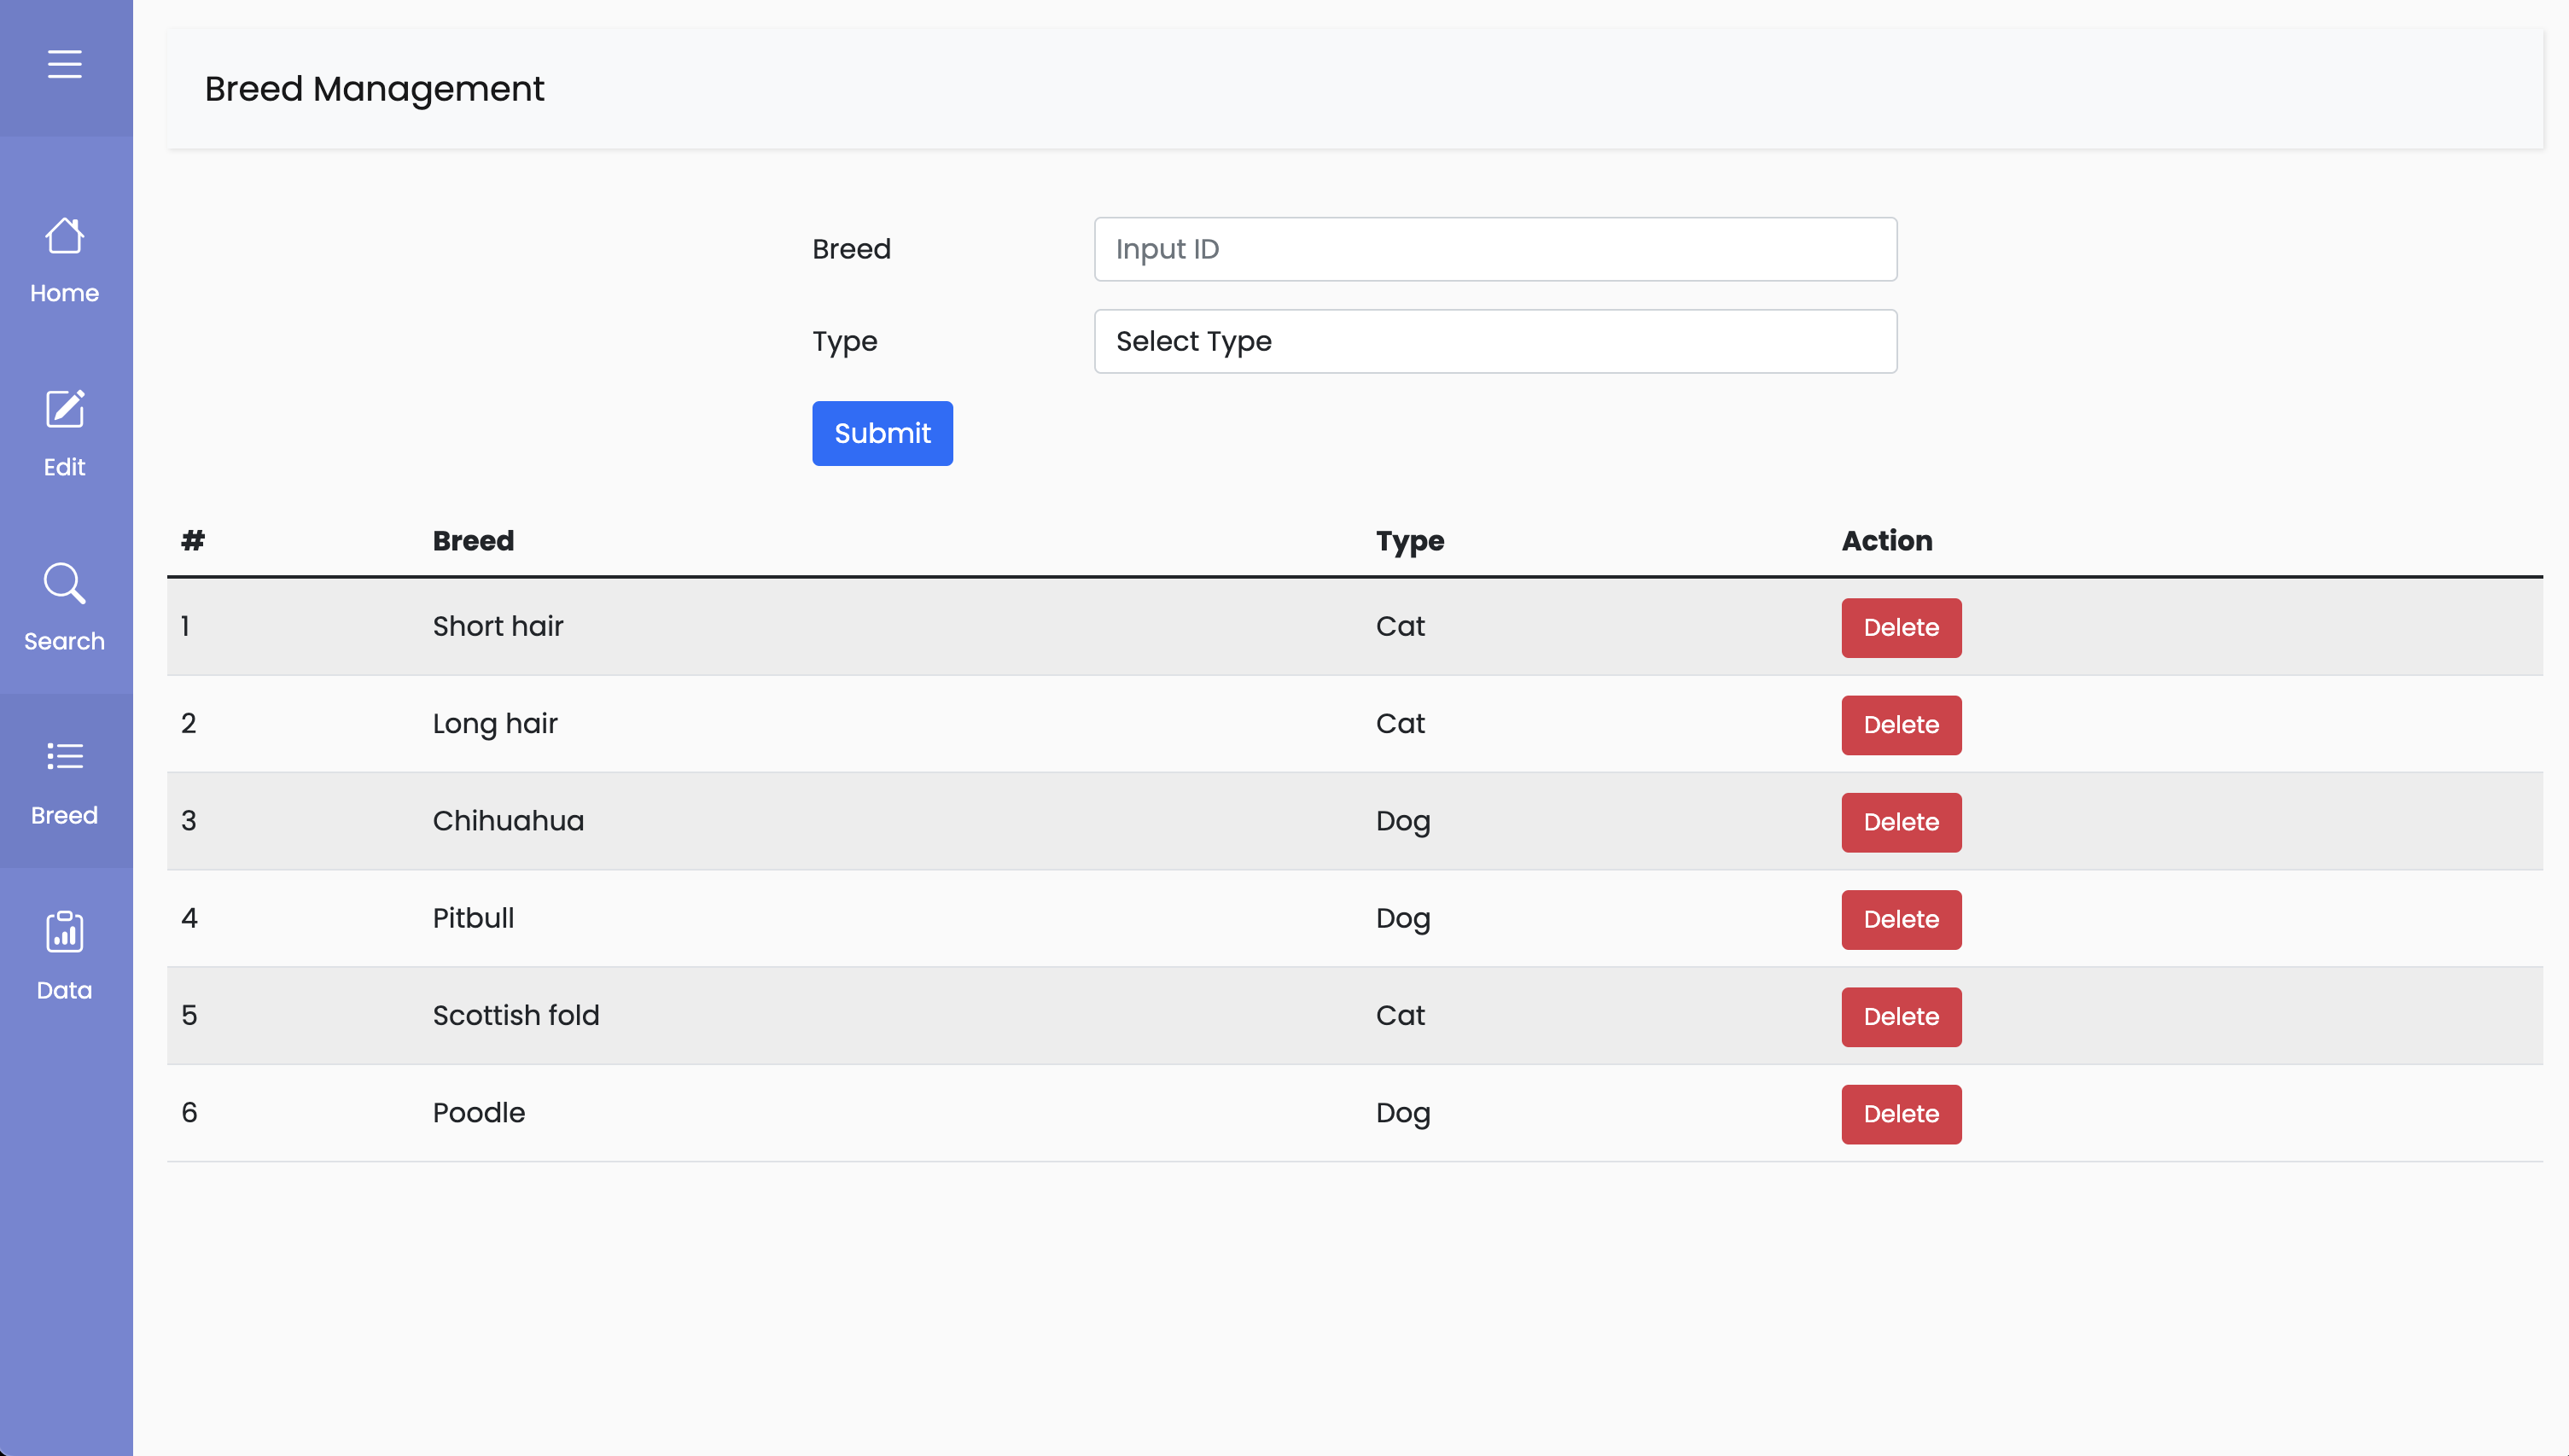 Breed Management
Home
Edit
Search
Breed
Data
Breed Input ID
Type Select Type
Submit
# Breed Type Action
1 Short hair Cat Delete
2 Long hair Cat Delete
3 Chihuahua Dog Delete
4 Pitbull Dog Delete
5 Scottish fold Cat Delete
6 Poodle Dog Delete